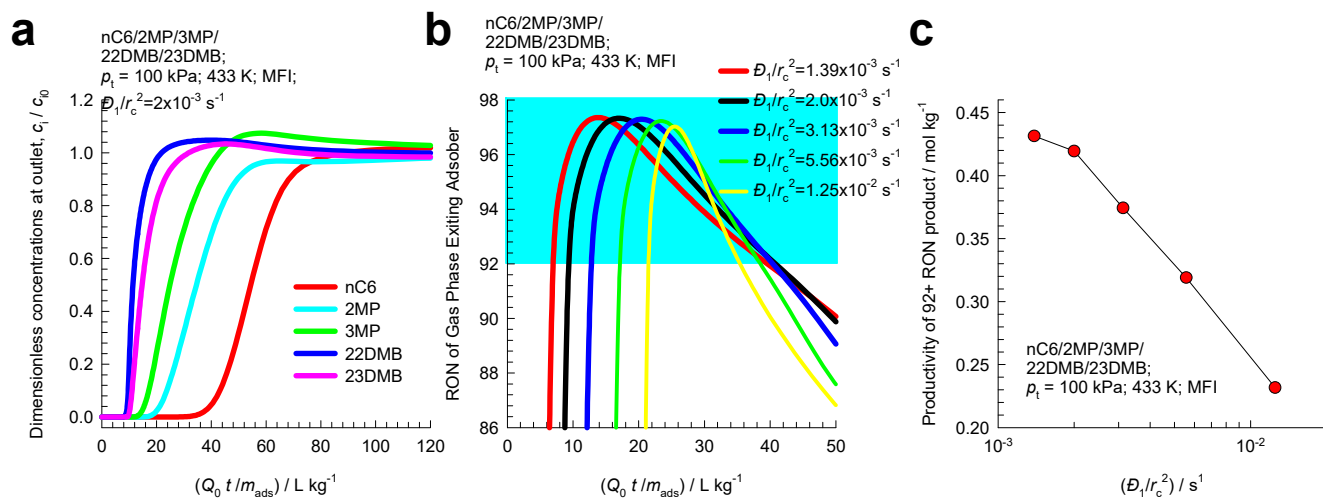 a
nC6/2MP/3MP/
22DMB/23DMB;
pt = 100 kPa; 433 K; MFI;
Đ1/rc²=2x10⁻³ s⁻¹
Dimensionless concentrations at outlet, ci / ci0
1.2
1.0
0.8
0.6
0.4
0.2
0.0
nC6
2MP
3MP
22DMB
23DMB
0 20 40 60 80 100 120
(Q0 t /mads) / L kg⁻¹
b
nC6/2MP/3MP/
22DMB/23DMB;
pt = 100 kPa; 433 K; MFI
Đ1/rc²=1.39x10⁻³ s⁻¹
Đ1/rc²=2.0x10⁻³ s⁻¹
Đ1/rc²=3.13x10⁻³ s⁻¹
Đ1/rc²=5.56x10⁻³ s⁻¹
Đ1/rc²=1.25x10⁻² s⁻¹
RON of Gas Phase Exiting Adsober
98
96
94
92
90
88
86
0 10 20 30 40 50
(Q0 t /mads) / L kg⁻¹
c
Productivity of 92+ RON product / mol kg⁻¹
0.45
0.40
0.35
0.30
0.25
0.20
nC6/2MP/3MP/
22DMB/23DMB;
pt = 100 kPa; 433 K; MFI
10⁻³ 10⁻²
(Đ1/rc²) / s¹